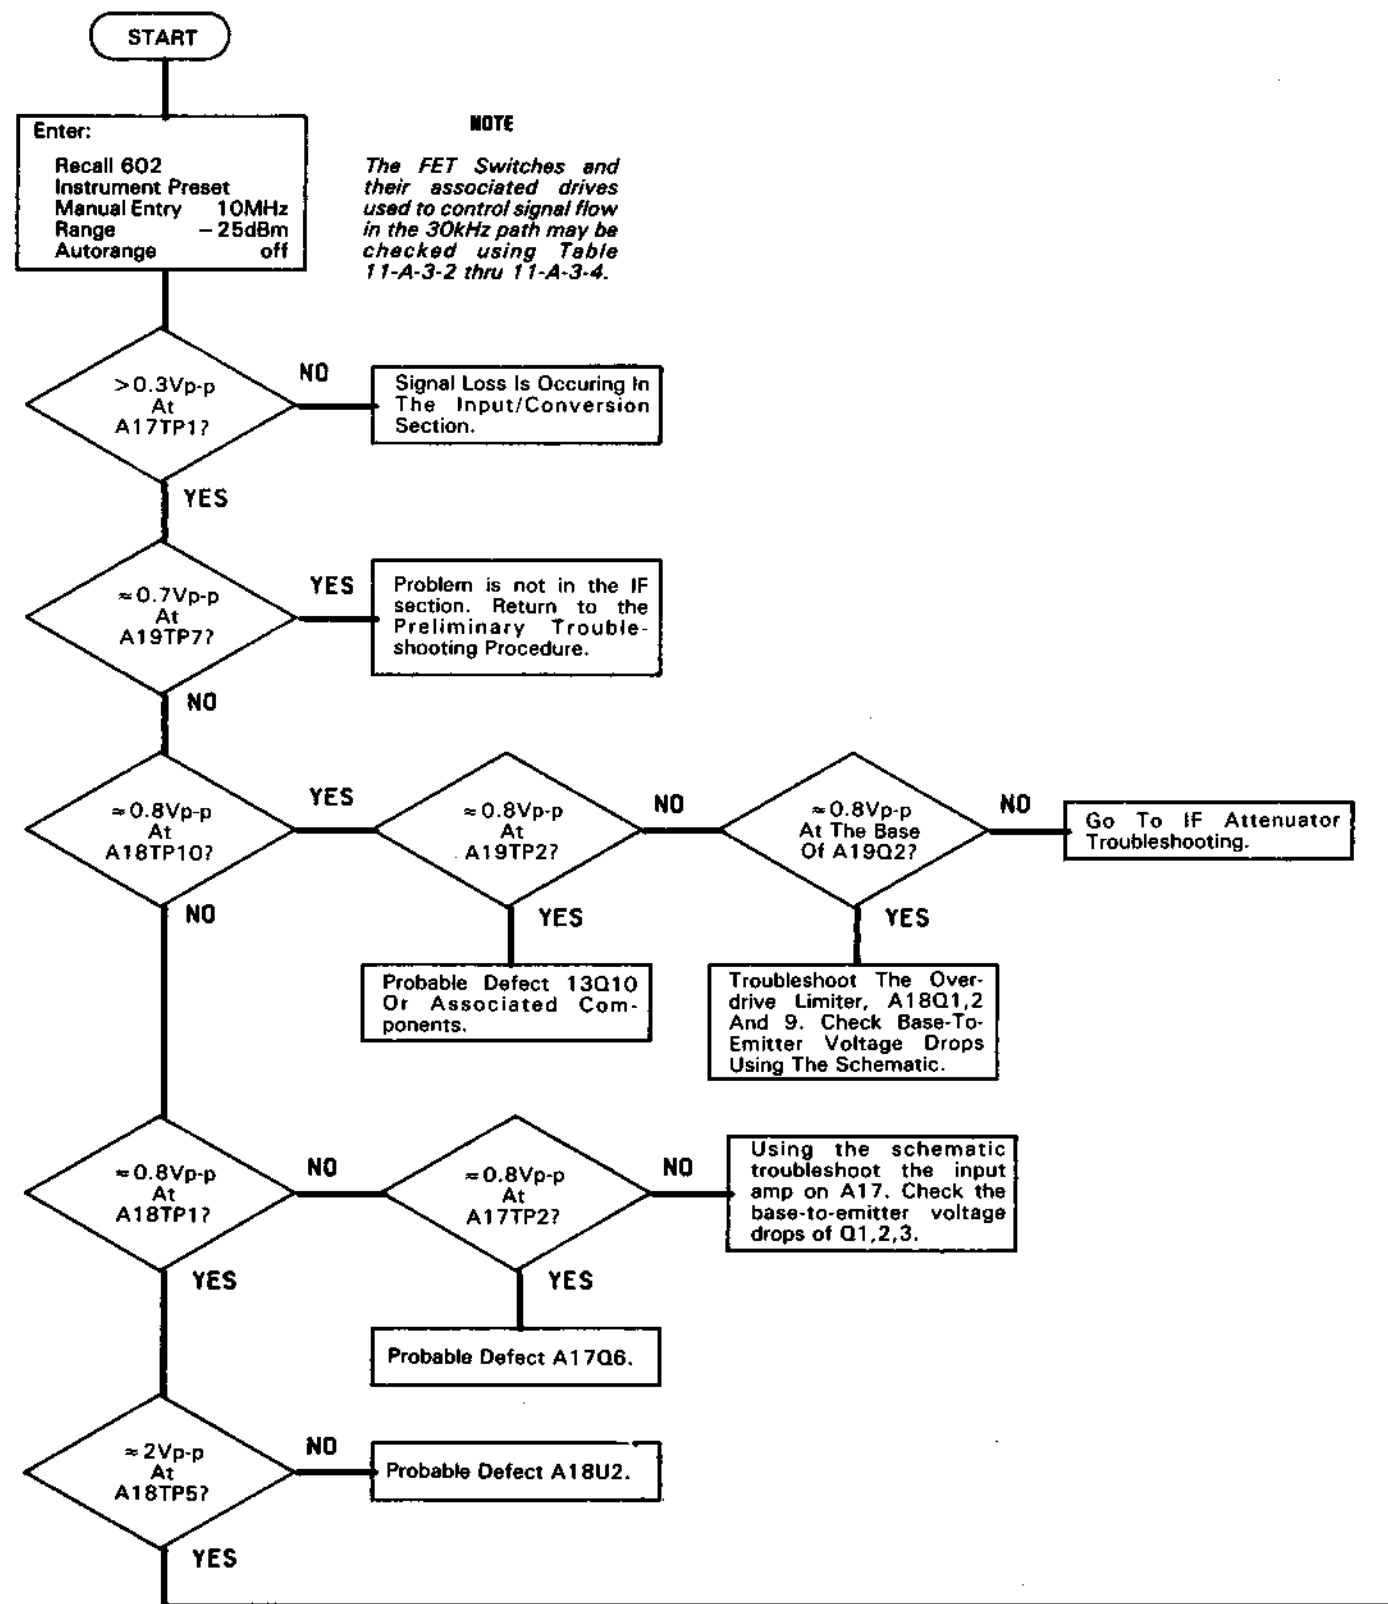 START
Enter:
Recall 602
Instrument Preset
Manual Entry 10MHz
Range −25dBm
Autorange off
NOTE
The FET Switches and
their associated drives
used to control signal flow
in the 30kHz path may be
checked using Table
11-A-3-2 thru 11-A-3-4.
>0.3Vp-p
At
A17TP1?
NO
Signal Loss Is Occuring In
The Input/Conversion
Section.
YES
≈0.7Vp-p
At
A19TP7?
YES
Problem is not in the IF
section. Return to the
Preliminary Trouble-
shooting Procedure.
NO
≈0.8Vp-p
At
A18TP10?
YES
≈0.8Vp-p
At
A19TP2?
NO
≈0.8Vp-p
At The Base
Of A19Q2?
NO
Go To IF Attenuator
Troubleshooting.
NO
YES
YES
Probable Defect 13Q10
Or Associated Com-
ponents.
Troubleshoot The Over-
drive Limiter, A18Q1,2
And 9. Check Base-To-
Emitter Voltage Drops
Using The Schematic.
≈0.8Vp-p
At
A18TP1?
NO
≈0.8Vp-p
At
A17TP2?
NO
Using the schematic
troubleshoot the input
amp on A17. Check the
base-to-emitter voltage
drops of Q1,2,3.
YES
YES
Probable Defect A17Q6.
≈2Vp-p
At
A18TP5?
NO
Probable Defect A18U2.
YES